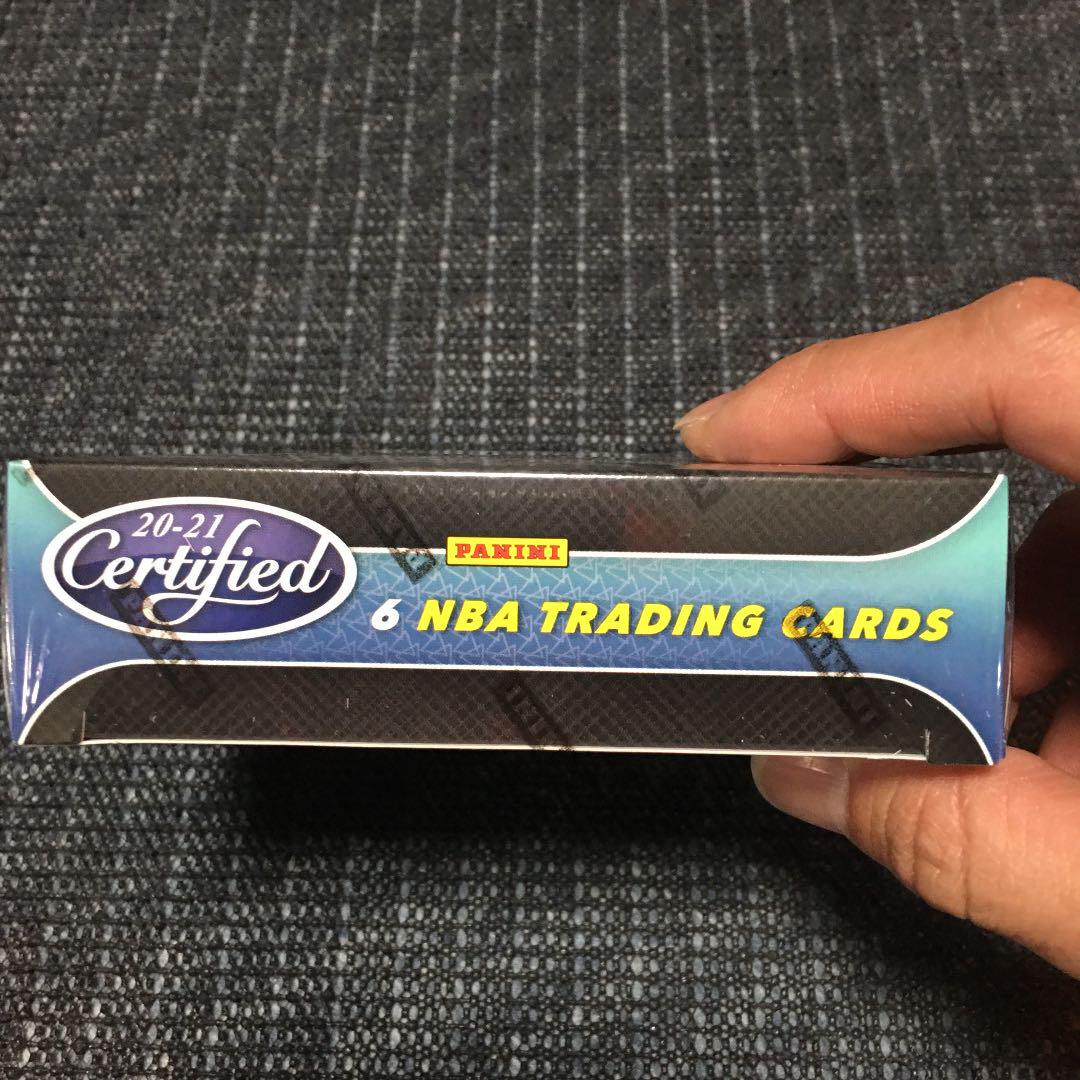 20-21
Certified
PANINI
6 NBA TRADING CARDS